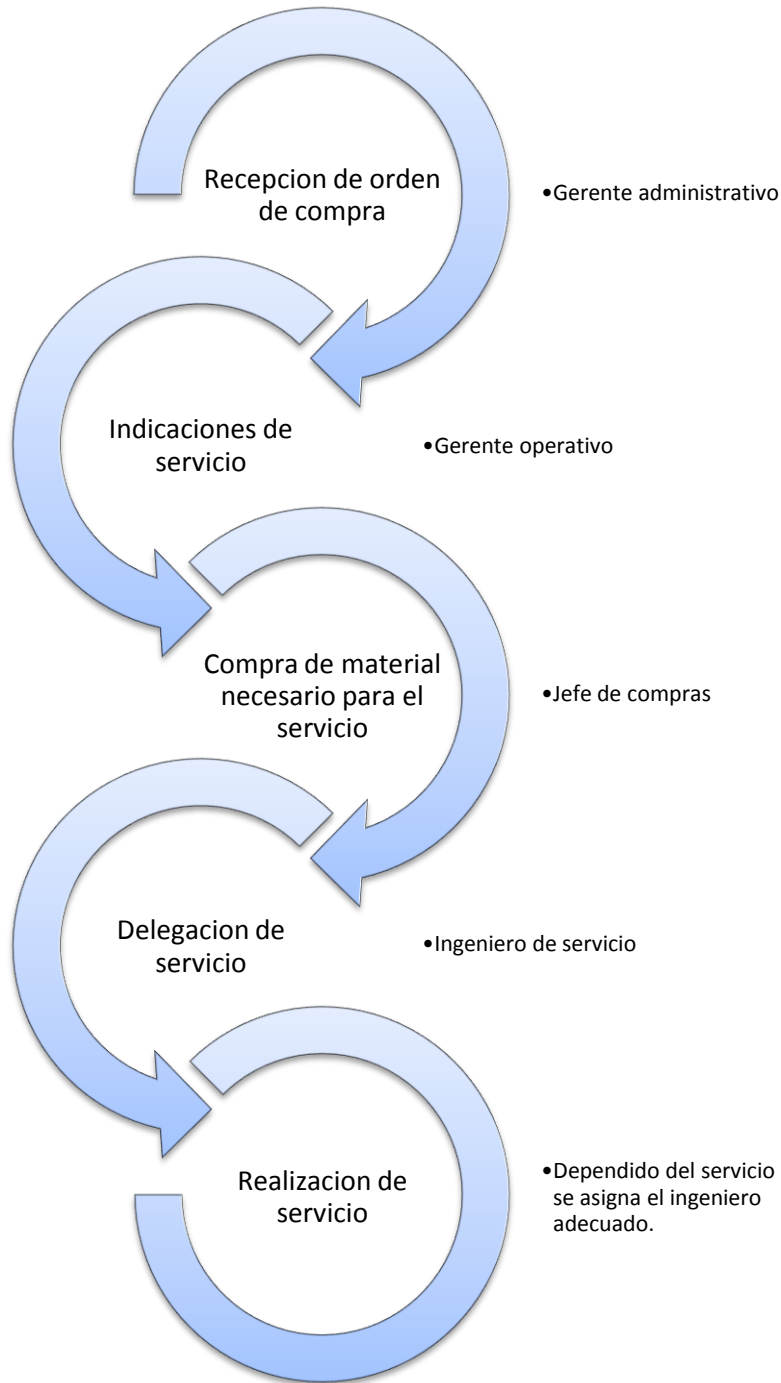 Recepcion de orden
de compra
•Gerente administrativo
Indicaciones de
servicio
•Gerente operativo
Compra de material
necesario para el
servicio
•Jefe de compras
Delegacion de
servicio
•Ingeniero de servicio
Realizacion de
servicio
•Dependido del servicio
se asigna el ingeniero
adecuado.